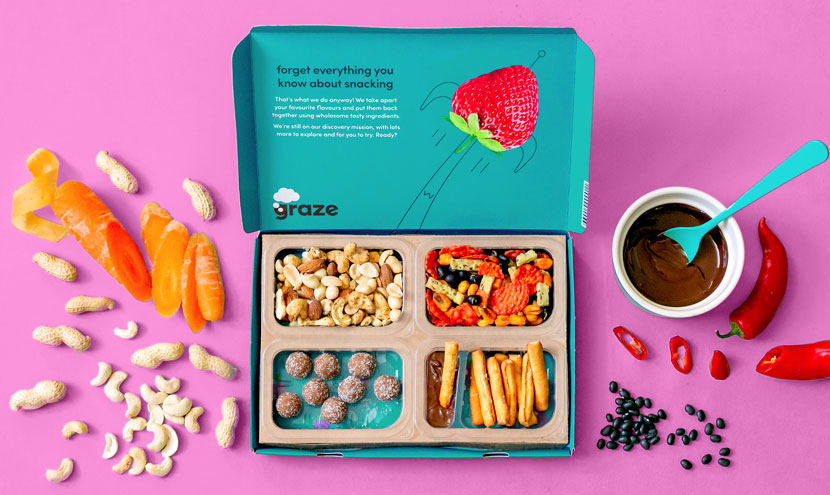 forget everything you
know about snacking
That's what we do anyway! We take apart
your favourite flavours and put them back
together using wholesome tasty ingredients.
We're still on our discovery mission, with lots
more to explore and for you to try. Ready?
graze